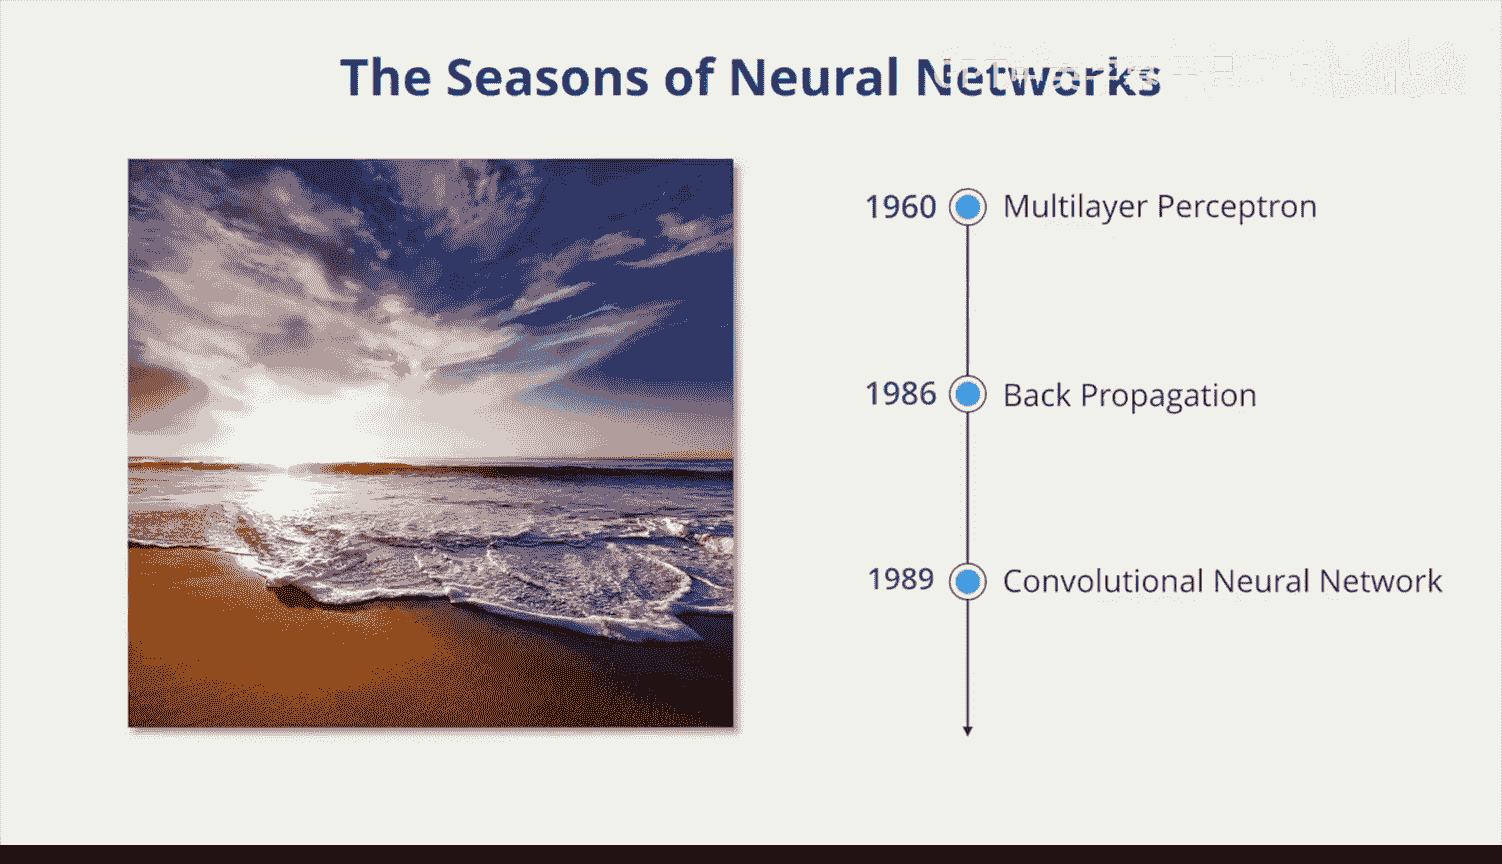 The Seasons of Neural Networks
1960 Multilayer Perceptron
1986 Back Propagation
1989 Convolutional Neural Network